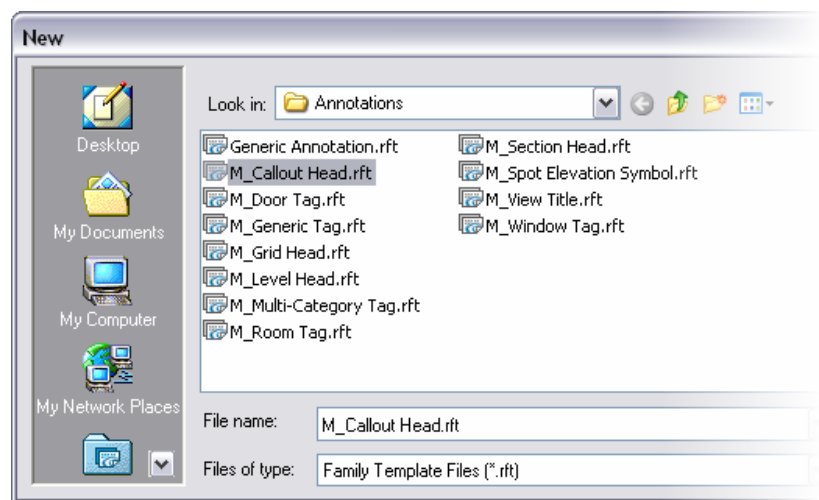 New
Look in: Annotations
Desktop
My Documents
My Computer
My Network Places
Generic Annotation.rft
M_Callout Head.rft
M_Door Tag.rft
M_Generic Tag.rft
M_Grid Head.rft
M_Level Head.rft
M_Multi-Category Tag.rft
M_Room Tag.rft
M_Section Head.rft
M_Spot Elevation Symbol.rft
M_View Title.rft
M_Window Tag.rft
File name: M_Callout Head.rft
Files of type: Family Template Files (*.rft)